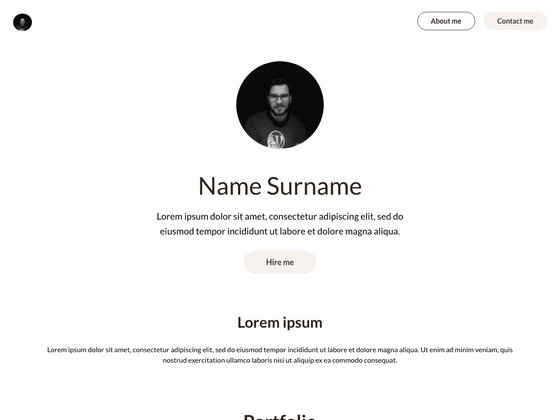 About me
Contact me
Name Surname
Lorem ipsum dolor sit amet, consectetur adipiscing elit, sed do
eiusmod tempor incididunt ut labore et dolore magna aliqua.
Hire me
Lorem ipsum
Lorem ipsum dolor sit amet, consectetur adipiscing elit, sed do eiusmod tempor incididunt ut labore et dolore magna aliqua. Ut enim ad minim veniam, quis
nostrud exercitation ullamco laboris nisi ut aliquip ex ea commodo consequat.
Portfolio